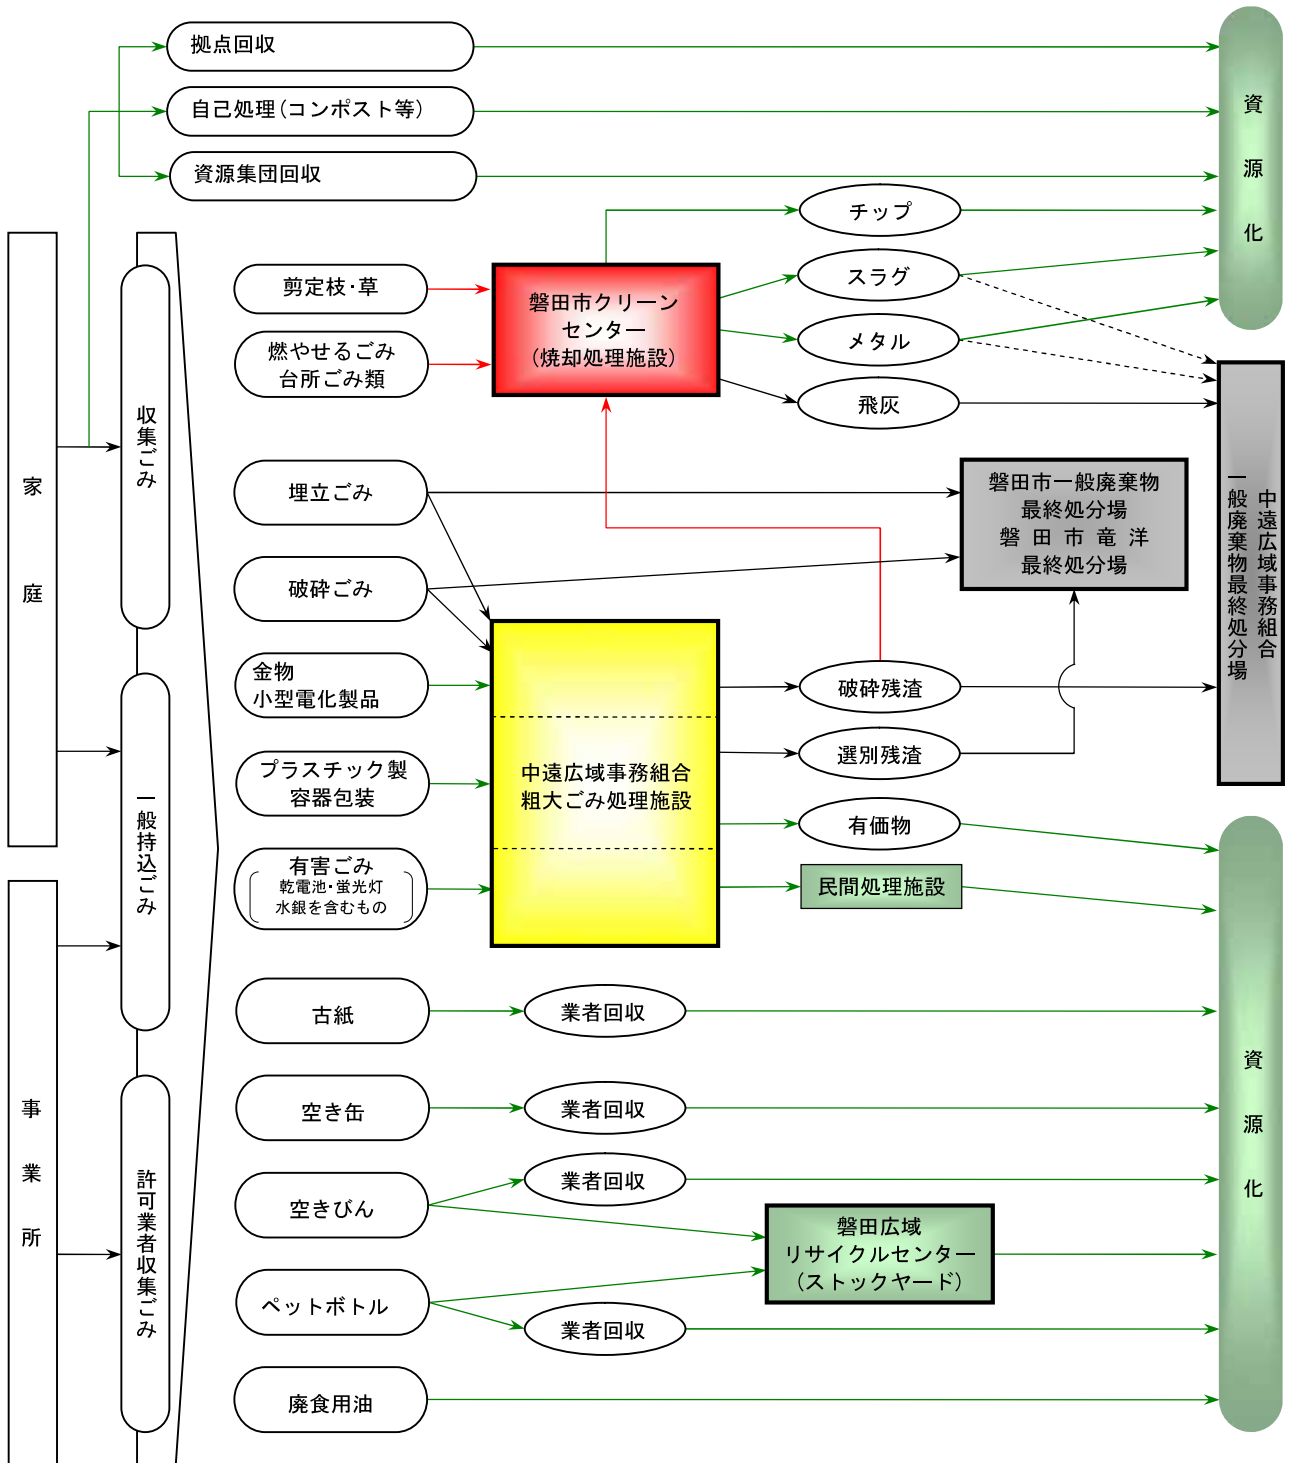 拠点回収
自己処理(コンポスト等)
資源集団回収
資源化
家庭
事業所
収集ごみ
一般持込ごみ
許可業者収集ごみ
剪定枝・草
燃やせるごみ
台所ごみ類
埋立ごみ
破砕ごみ
金物
小型電化製品
プラスチック製
容器包装
有害ごみ
乾電池・蛍光灯
水銀を含むもの
古紙
空き缶
空きびん
ペットボトル
廃食用油
磐田市クリーン
センター
(焼却処理施設)
中遠広域事務組合
粗大ごみ処理施設
チップ
スラグ
メタル
飛灰
磐田市一般廃棄物
最終処分場
磐田市竜洋
最終処分場
破砕残渣
選別残渣
有価物
民間処理施設
業者回収
業者回収
業者回収
磐田広域
リサイクルセンター
(ストックヤード)
業者回収
中遠広域事務組合
一般廃棄物最終処分場
資源化